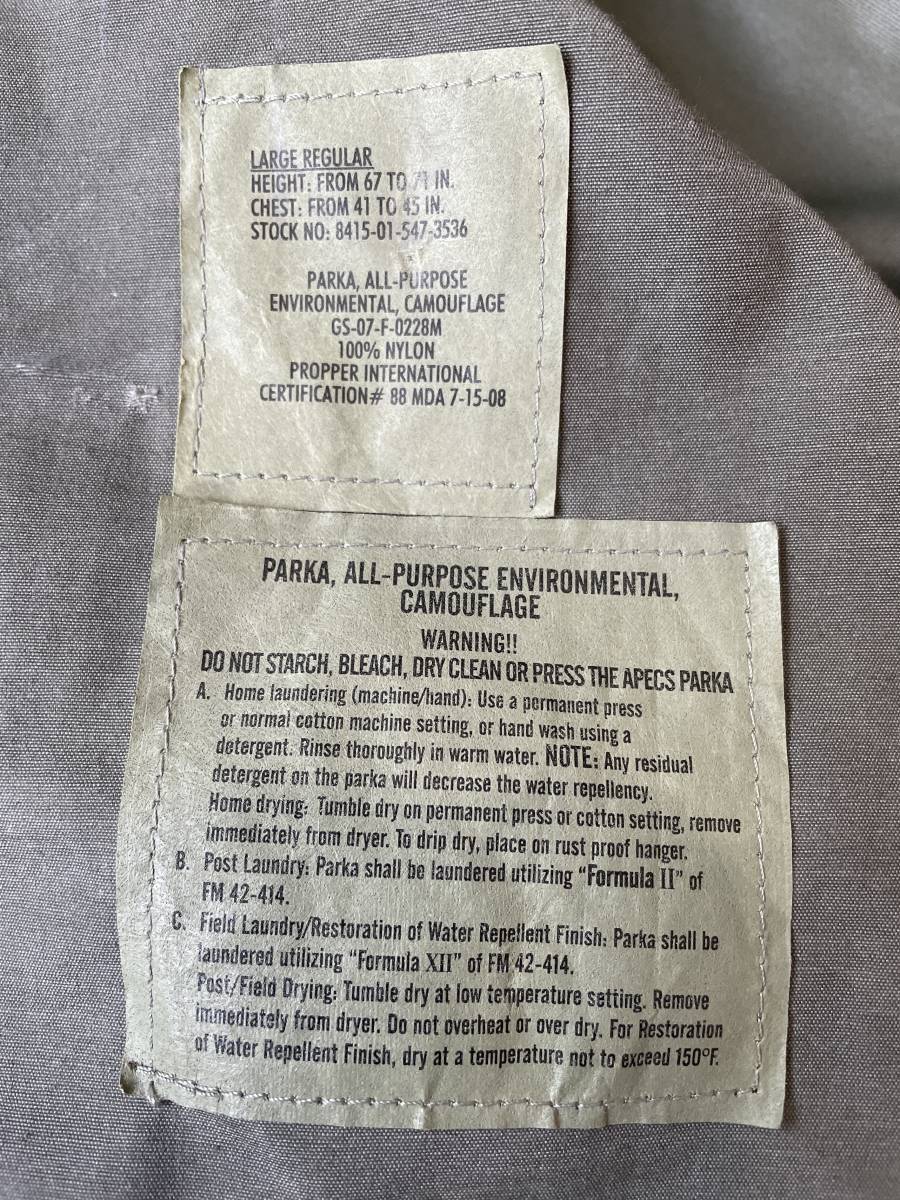 LARGE REGULAR
HEIGHT: FROM 67 TO 71 IN.
CHEST: FROM 41 TO 45 IN.
STOCK NO: 8415-01-547-3536
PARKA, ALL-PURPOSE
ENVIRONMENTAL, CAMOUFLAGE
GS-07-F-0228M
100% NYLON
PROPPER INTERNATIONAL
CERTIFICATION# 88 MDA 7-15-08
PARKA, ALL-PURPOSE ENVIRONMENTAL,
CAMOUFLAGE
WARNING!!
DO NOT STARCH, BLEACH, DRY CLEAN OR PRESS THE APECS PARKA
A. Home laundering (machine/hand): Use a permanent press
or normal cotton machine setting, or hand wash using a
detergent. Rinse thoroughly in warm water. NOTE: Any residual
detergent on the parka will decrease the water repellency.
Home drying: Tumble dry on permanent press or cotton setting, remove
immediately from dryer. To drip dry, place on rust proof hanger.
B. Post Laundry: Parka shall be laundered utilizing "Formula II" of
FM 42-414.
C. Field Laundry/Restoration of Water Repellent Finish: Parka shall be
laundered utilizing "Formula XII" of FM 42-414.
Post/Field Drying: Tumble dry at low temperature setting. Remove
immediately from dryer. Do not overheat or over dry. For Restoration
of Water Repellent Finish, dry at a temperature not to exceed 150°F.